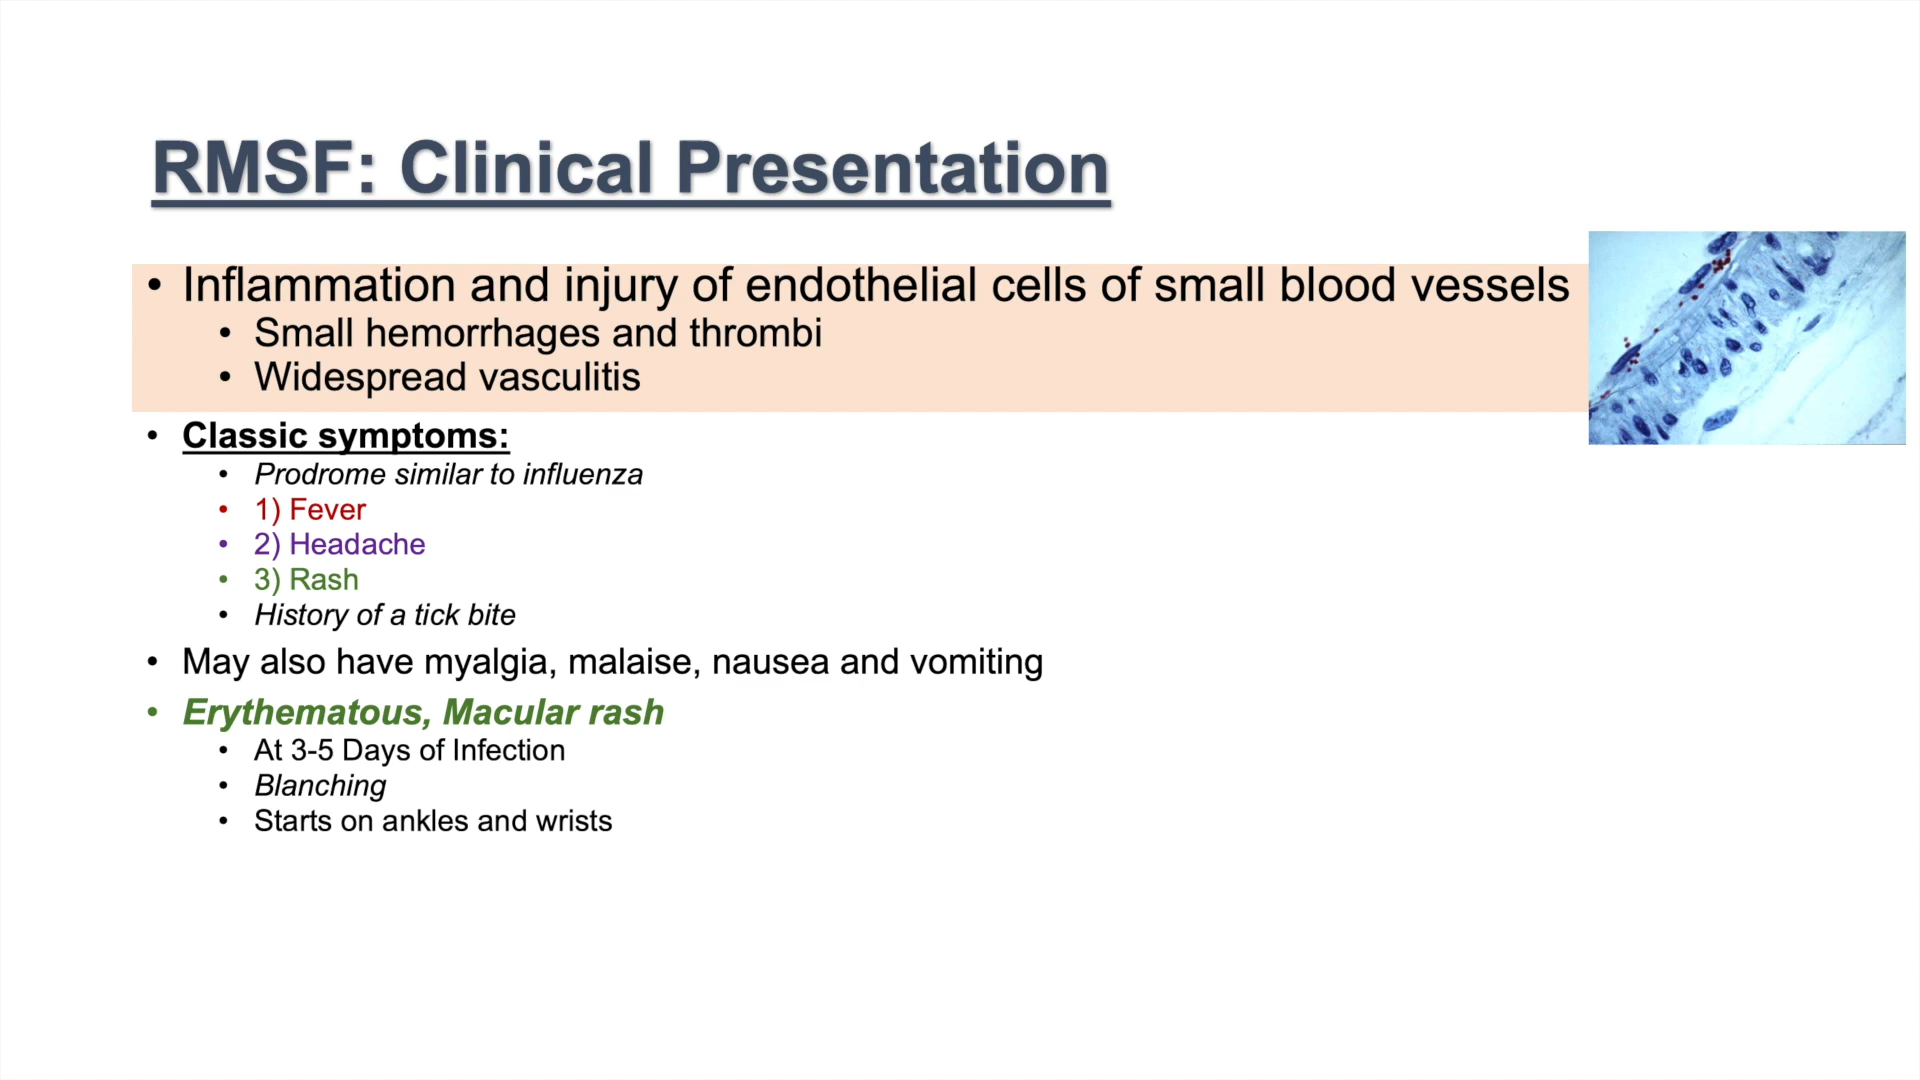 RMSF: Clinical Presentation
• Inflammation and injury of endothelial cells of small blood vessels
• Small hemorrhages and thrombi
• Widespread vasculitis
• Classic symptoms:
• Prodrome similar to influenza
• 1) Fever
• 2) Headache
• 3) Rash
• History of a tick bite
• May also have myalgia, malaise, nausea and vomiting
• Erythematous, Macular rash
• At 3-5 Days of Infection
• Blanching
• Starts on ankles and wrists